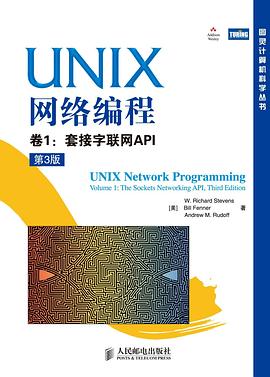 Addison
Wesley
TURING
图灵计算机科学丛书
UNIX
网络编程
卷1：套接字联网API
第3版
UNIX Network Programming
Volume 1: The Sockets Networking API, Third Edition
W. Richard Stevens
[美] Bill Fenner 著
Andrew M. Rudoff
人民邮电出版社
POSTS & TELECOM PRESS